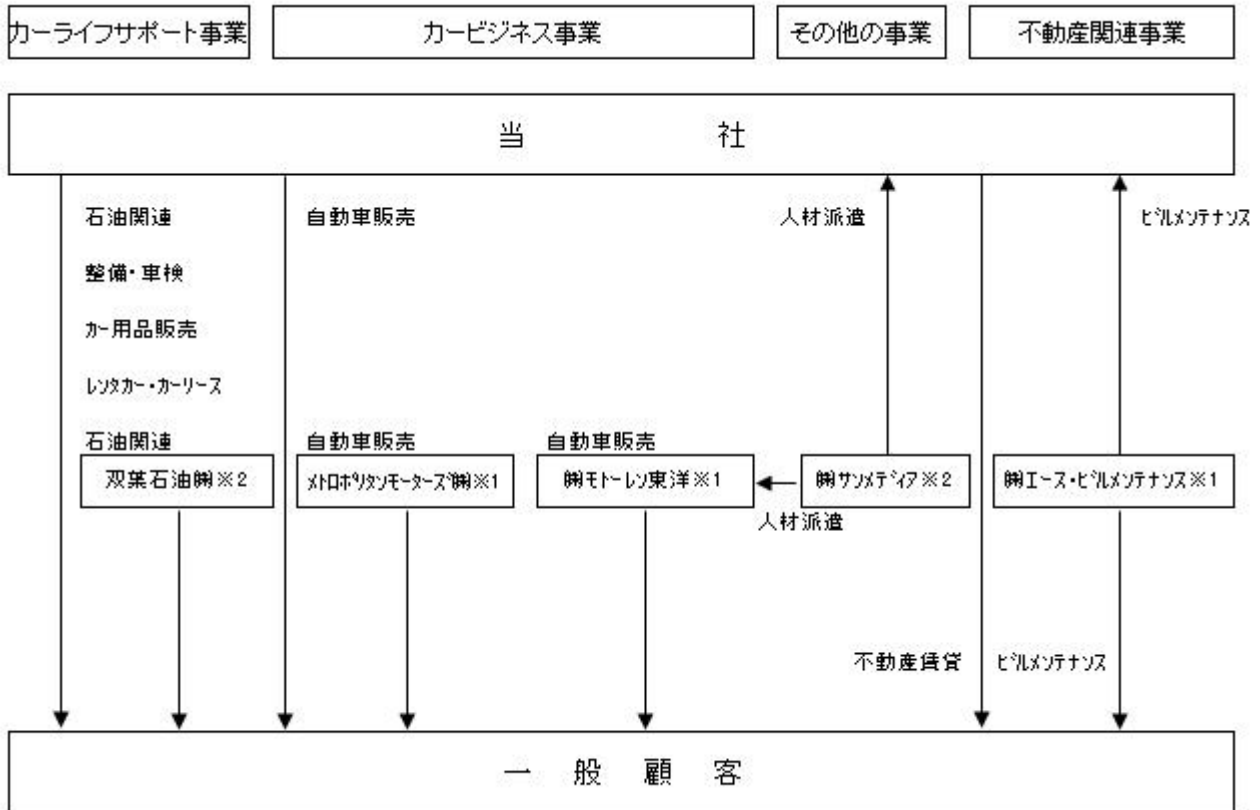 カーライフサポート事業
カービジネス事業
その他の事業
不動産関連事業
当社
石油関連
自動車販売
人材派遣
ﾋﾞﾙﾒﾝﾃﾅﾝｽ
整備・車検
ｶｰ用品販売
ﾚﾝﾀｶｰ・ｶｰﾘｰｽ
石油関連
自動車販売
自動車販売
双葉石油㈱※2
ﾒﾄﾛﾎﾟﾘﾀﾝﾓｰﾀｰｽﾞ㈱※1
㈱ﾓﾄｰﾚﾝ東洋※1
㈱ｻﾝﾒﾃﾞｨｱ※2
㈱ｴｰｽ・ﾋﾞﾙﾒﾝﾃﾅﾝｽ※1
人材派遣
不動産賃貸
ﾋﾞﾙﾒﾝﾃﾅﾝｽ
一般顧客